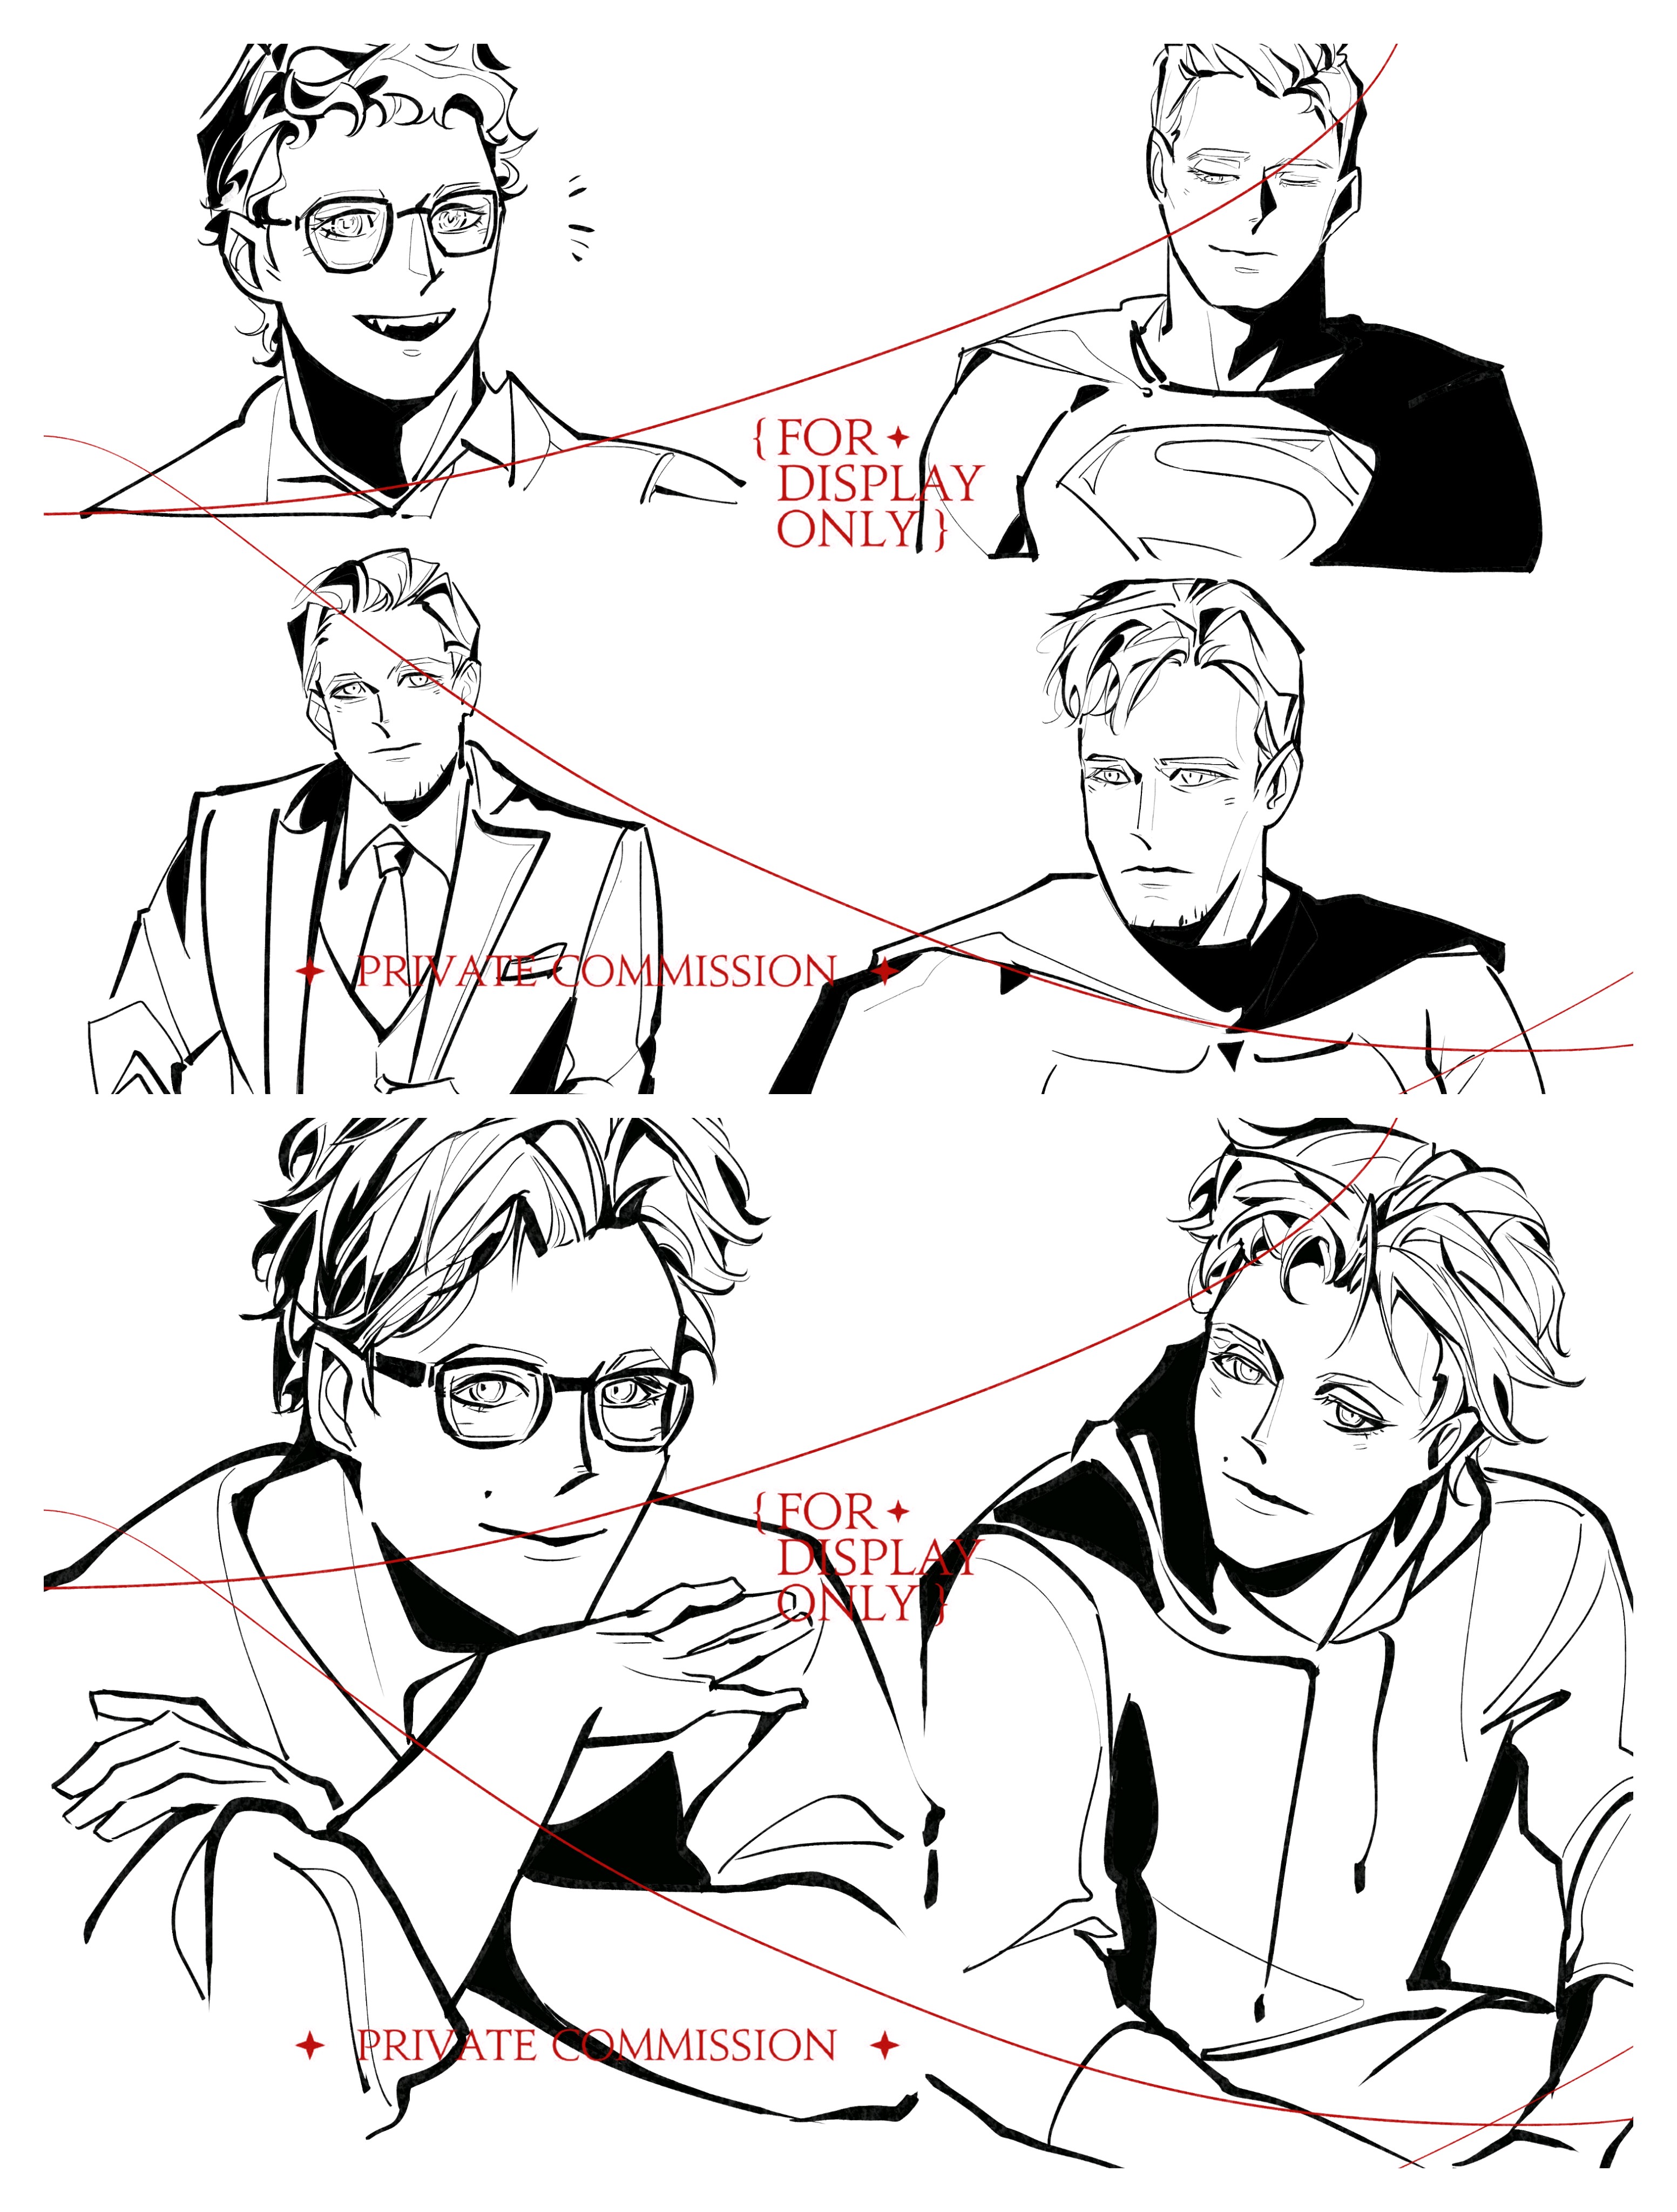 { FOR
DISPLAY
ONLY }
PRIVATE COMMISSION
{ FOR
DISPLAY
ONLY }
PRIVATE COMMISSION